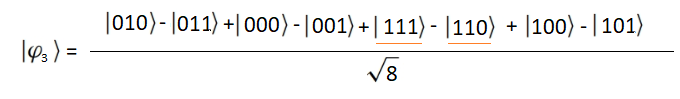 |φ₃⟩ = (|010⟩ - |011⟩ + |000⟩ - |001⟩ + |111⟩ - |110⟩ + |100⟩ - |101⟩) / √8